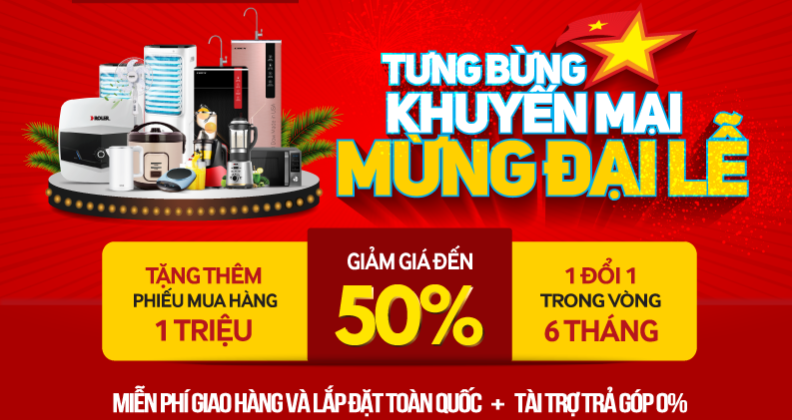 TƯNG BỪNG
KHUYẾN MẠI
MỪNG ĐẠI LỄ
TẶNG THÊM
PHIẾU MUA HÀNG
1 TRIỆU
GIẢM GIÁ ĐẾN
50%
1 ĐỔI 1
TRONG VÒNG
6 THÁNG
MIỄN PHÍ GIAO HÀNG VÀ LẮP ĐẶT TOÀN QUỐC + TÀI TRỢ TRẢ GÓP 0%